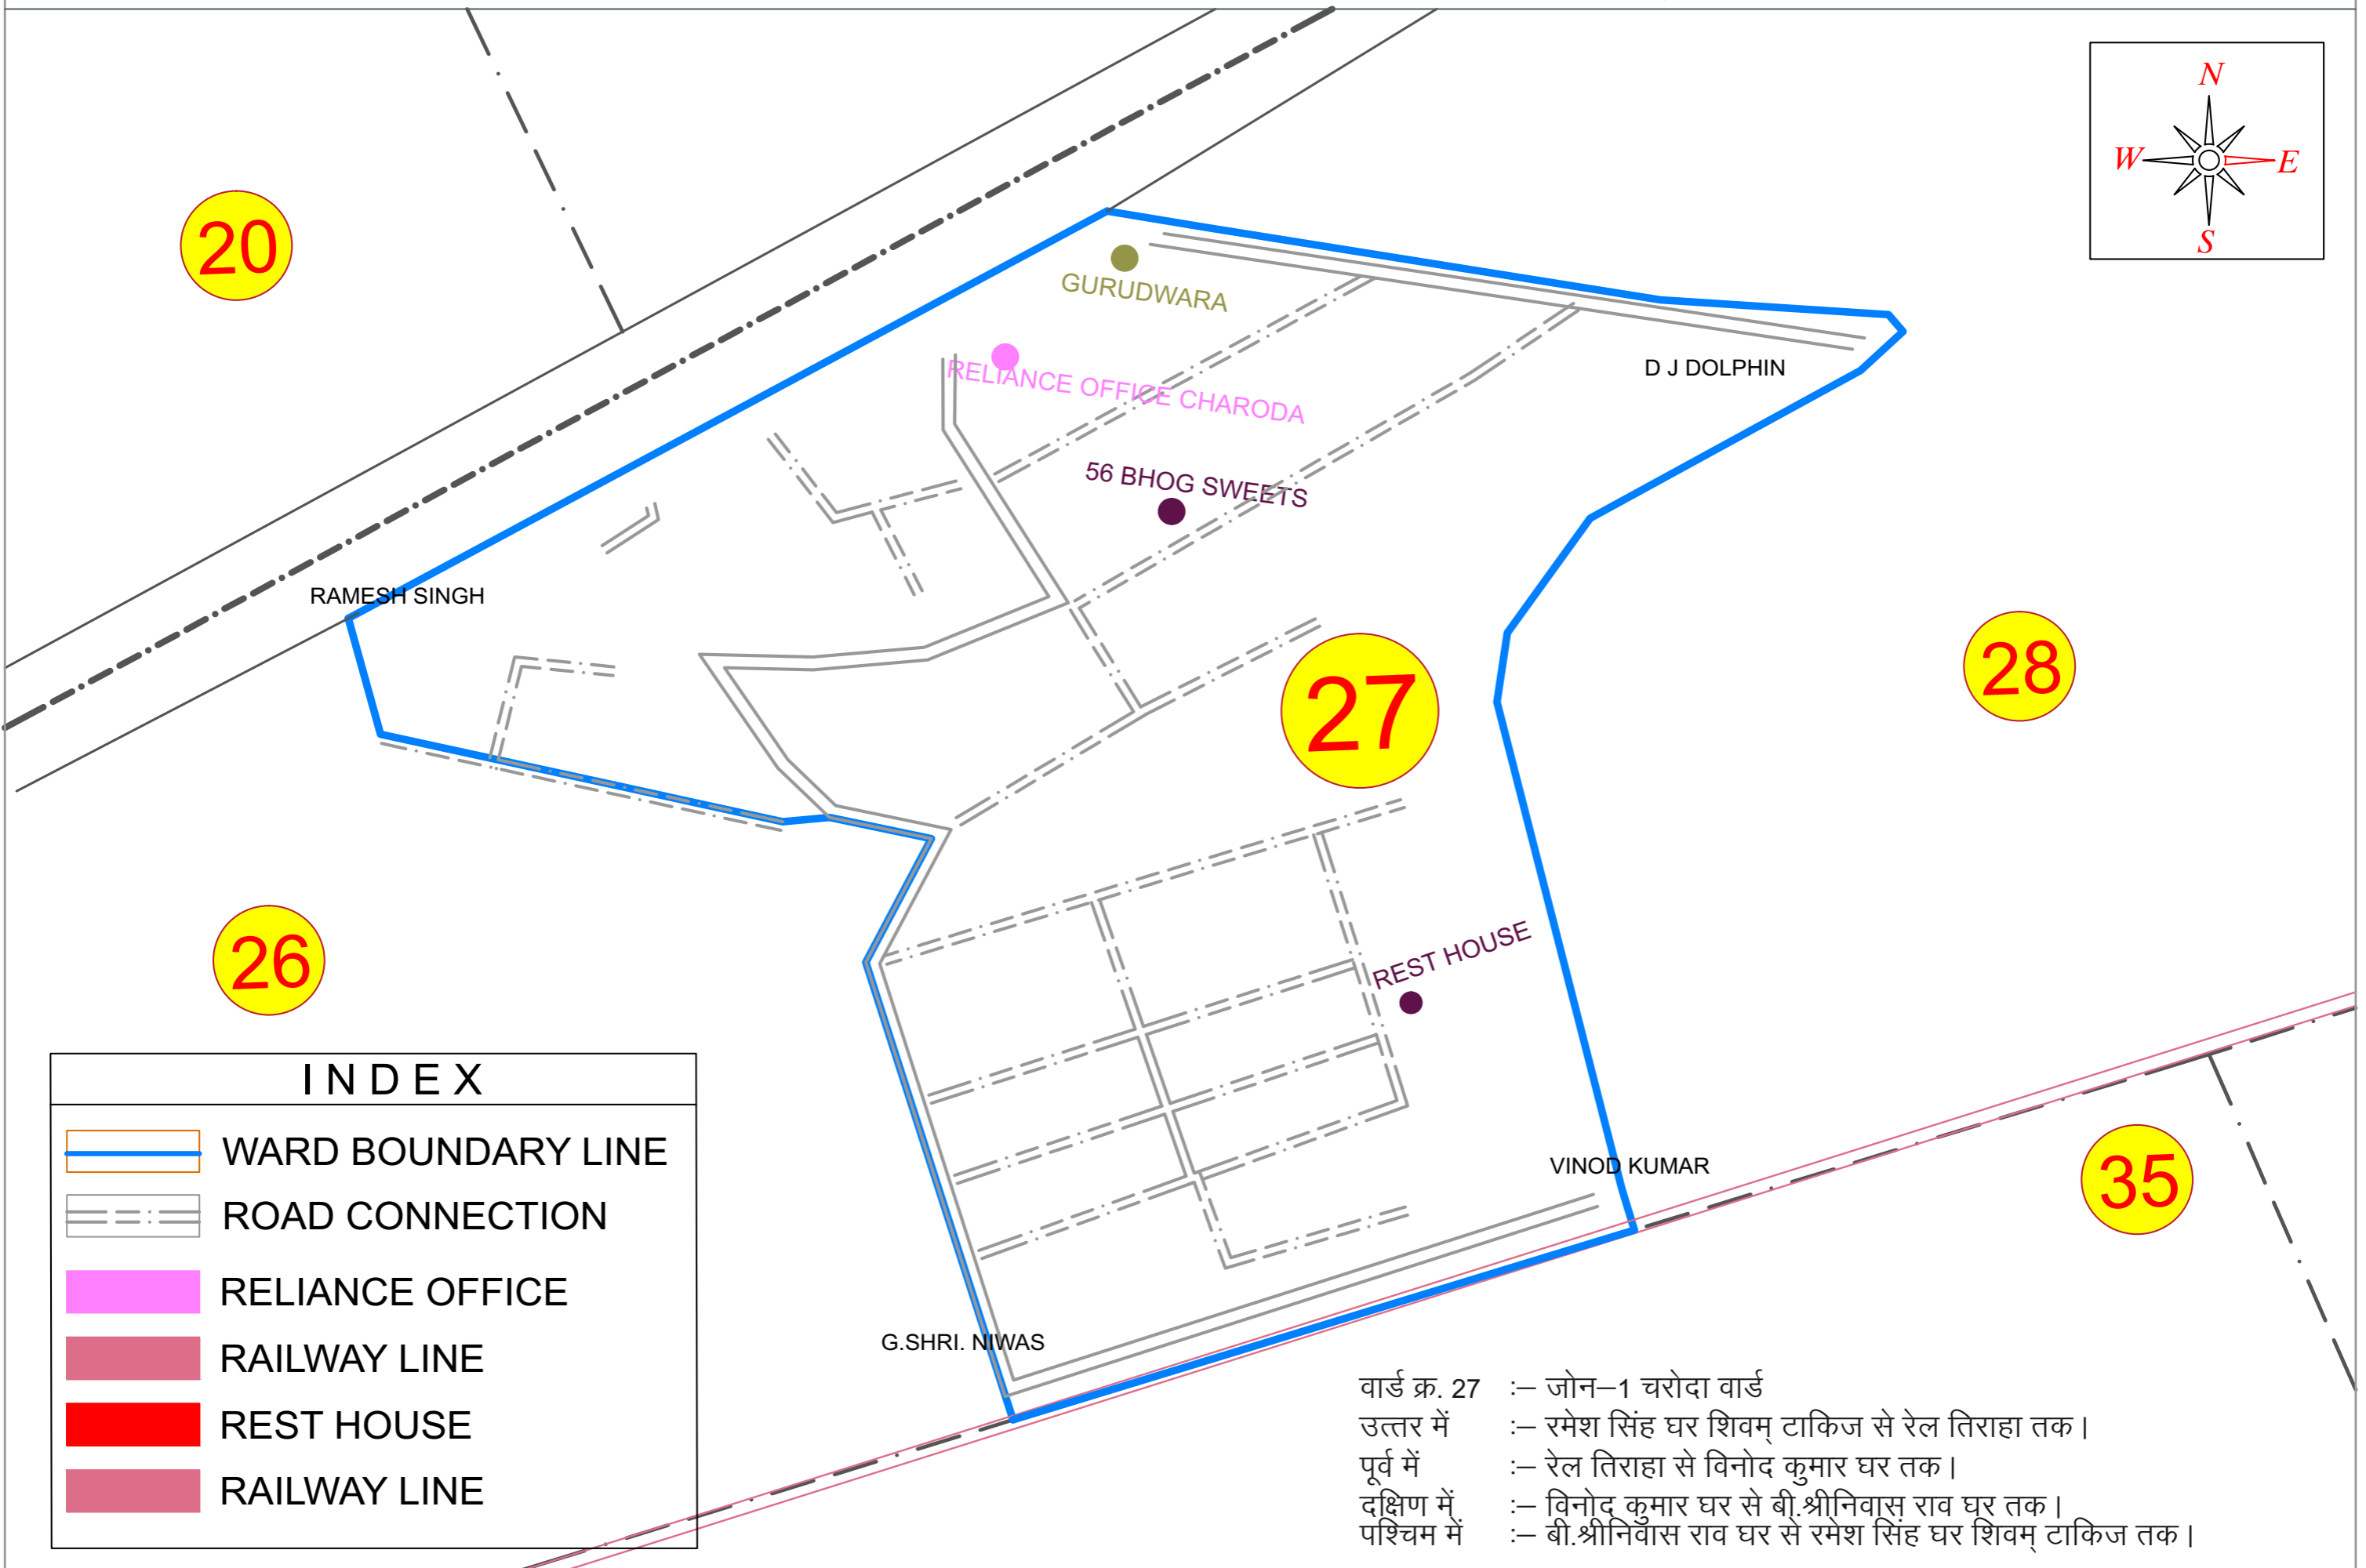 N
W
E
S
20
GURUDWARA
D J DOLPHIN
RELIANCE OFFICE CHARODA
56 BHOG SWEETS
RAMESH SINGH
27
28
26
REST HOUSE
35
VINOD KUMAR
G.SHRI. NIWAS
INDEX
WARD BOUNDARY LINE
ROAD CONNECTION
RELIANCE OFFICE
RAILWAY LINE
REST HOUSE
RAILWAY LINE
वार्ड क्र. 27 :– जोन–1 चरोदा वार्ड
उत्तर में :– रमेश सिंह घर शिवम् टाकिज से रेल तिराहा तक।
पूर्व में :– रेल तिराहा से विनोद कुमार घर तक।
दक्षिण में :– विनोद कुमार घर से बी.श्रीनिवास राव घर तक।
पश्चिम में :– बी.श्रीनिवास राव घर से रमेश सिंह घर शिवम् टाकिज तक।